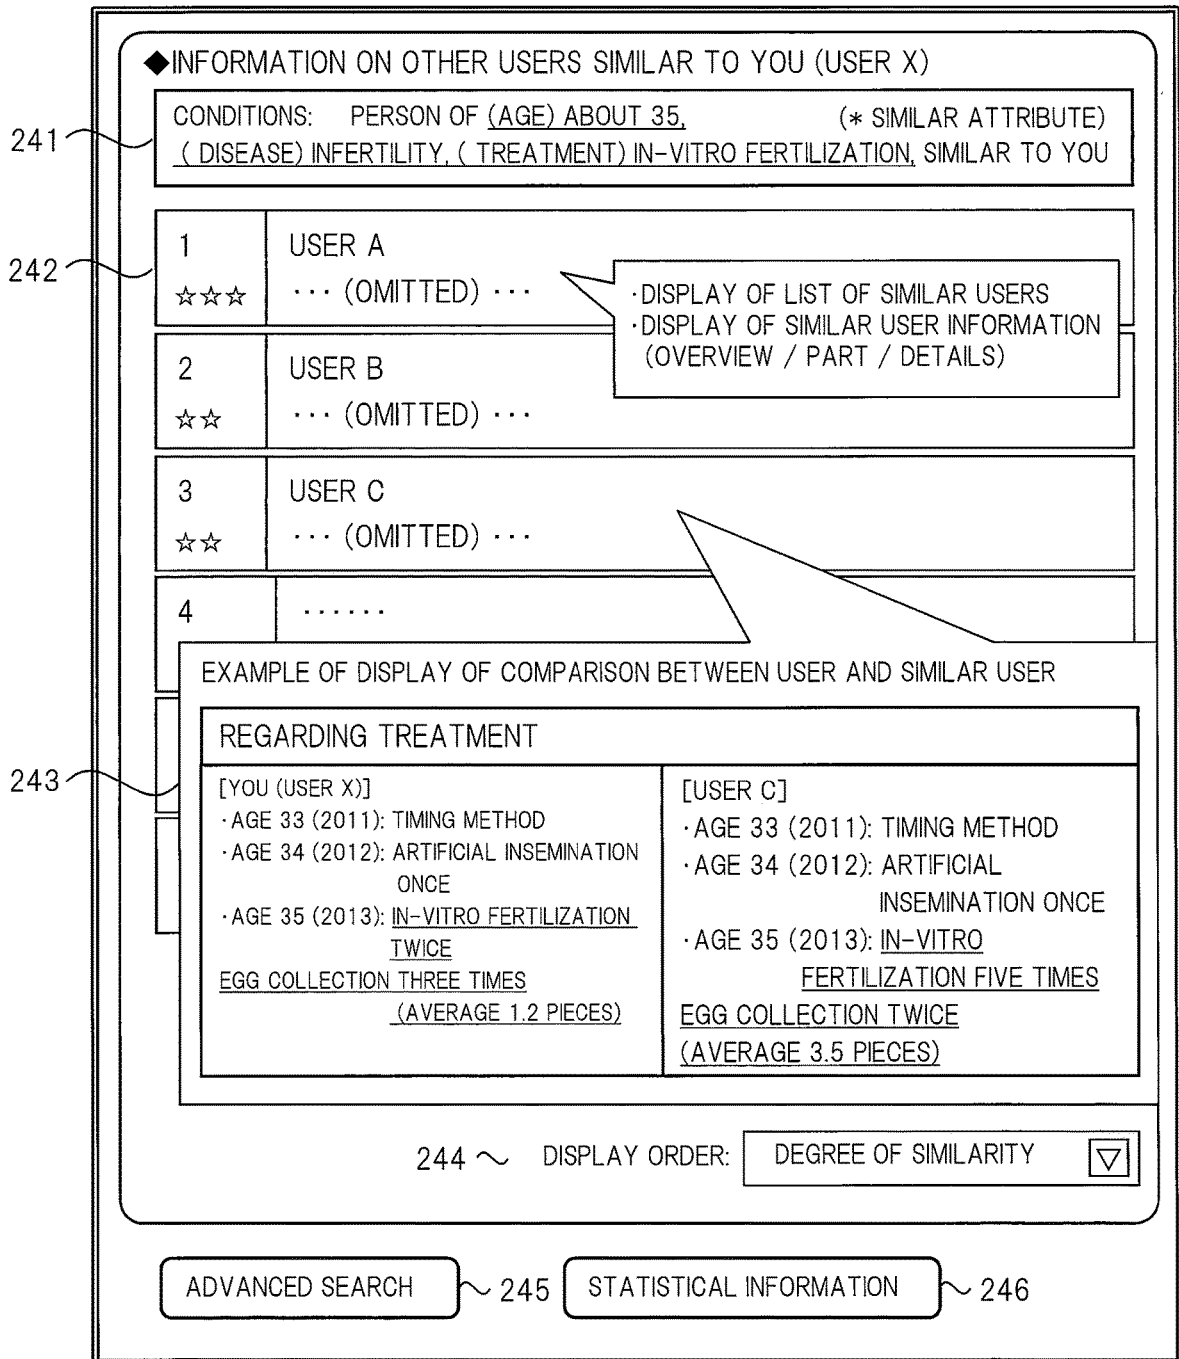 ◆INFORMATION ON OTHER USERS SIMILAR TO YOU (USER X)
241
CONDITIONS: PERSON OF (AGE) ABOUT 35, (* SIMILAR ATTRIBUTE)
( DISEASE) INFERTILITY, ( TREATMENT) IN-VITRO FERTILIZATION, SIMILAR TO YOU
242
1 USER A
☆☆☆ ··· (OMITTED) ···
·DISPLAY OF LIST OF SIMILAR USERS
·DISPLAY OF SIMILAR USER INFORMATION
(OVERVIEW / PART / DETAILS)
2 USER B
☆☆ ··· (OMITTED) ···
3 USER C
☆☆ ··· (OMITTED) ···
4 ······
EXAMPLE OF DISPLAY OF COMPARISON BETWEEN USER AND SIMILAR USER
243
REGARDING TREATMENT
[YOU (USER X)]
·AGE 33 (2011): TIMING METHOD
·AGE 34 (2012): ARTIFICIAL INSEMINATION
ONCE
·AGE 35 (2013): IN-VITRO FERTILIZATION
TWICE
EGG COLLECTION THREE TIMES
(AVERAGE 1.2 PIECES)
[USER C]
·AGE 33 (2011): TIMING METHOD
·AGE 34 (2012): ARTIFICIAL
INSEMINATION ONCE
·AGE 35 (2013): IN-VITRO
FERTILIZATION FIVE TIMES
EGG COLLECTION TWICE
(AVERAGE 3.5 PIECES)
244 DISPLAY ORDER: DEGREE OF SIMILARITY ▽
ADVANCED SEARCH 245 STATISTICAL INFORMATION 246